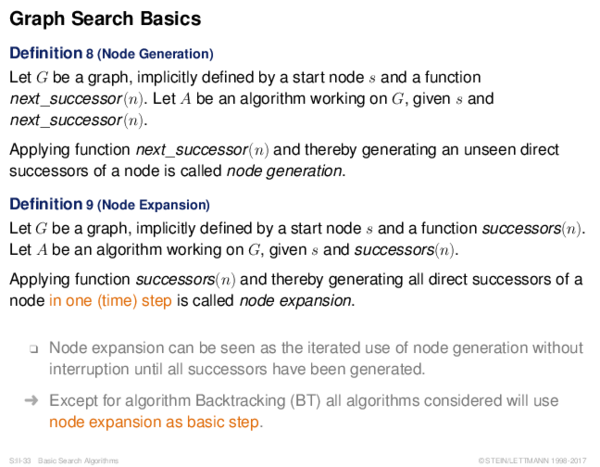 Graph Search Basics
Definition 8 (Node Generation)
Let G be a graph, implicitly defined by a start node s and a function
next_successor(n). Let A be an algorithm working on G, given s and
next_successor(n).
Applying function next_successor(n) and thereby generating an unseen direct
successors of a node is called node generation.
Definition 9 (Node Expansion)
Let G be a graph, implicitly defined by a start node s and a function successors(n).
Let A be an algorithm working on G, given s and successors(n).
Applying function successors(n) and thereby generating all direct successors of a
node in one (time) step is called node expansion.
❏ Node expansion can be seen as the iterated use of node generation without
interruption until all successors have been generated.
➜ Except for algorithm Backtracking (BT) all algorithms considered will use
node expansion as basic step.
S:II-33 Basic Search Algorithms ©STEIN/LETTMANN 1998-2017